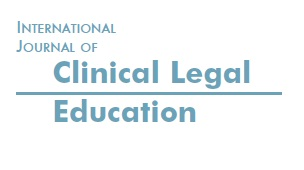 International
Journal of
Clinical Legal
Education